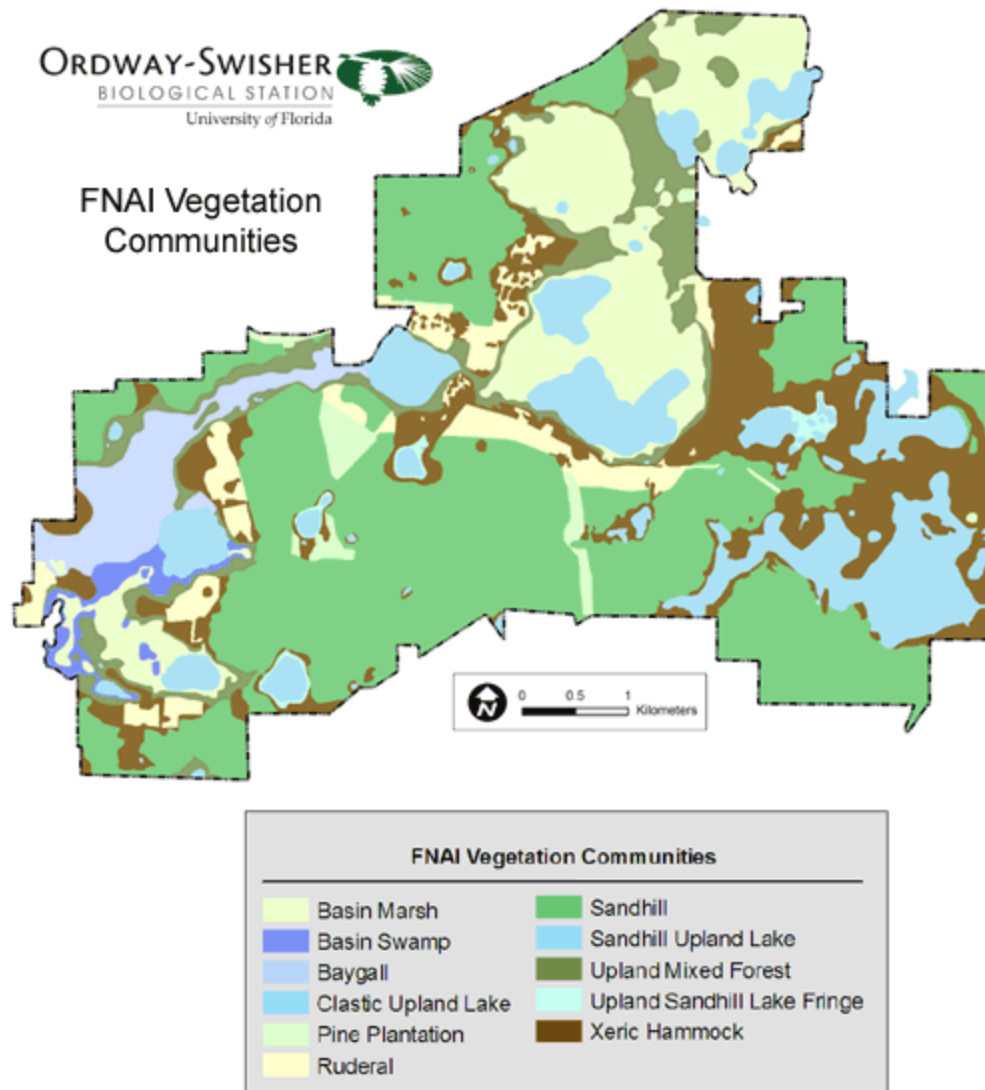 ORDWAY-SWISHER
BIOLOGICAL STATION
University of Florida
FNAI Vegetation
Communities
N
0 0.5 1
Kilometers
FNAI Vegetation Communities
Basin Marsh
Basin Swamp
Baygall
Clastic Upland Lake
Pine Plantation
Ruderal
Sandhill
Sandhill Upland Lake
Upland Mixed Forest
Upland Sandhill Lake Fringe
Xeric Hammock